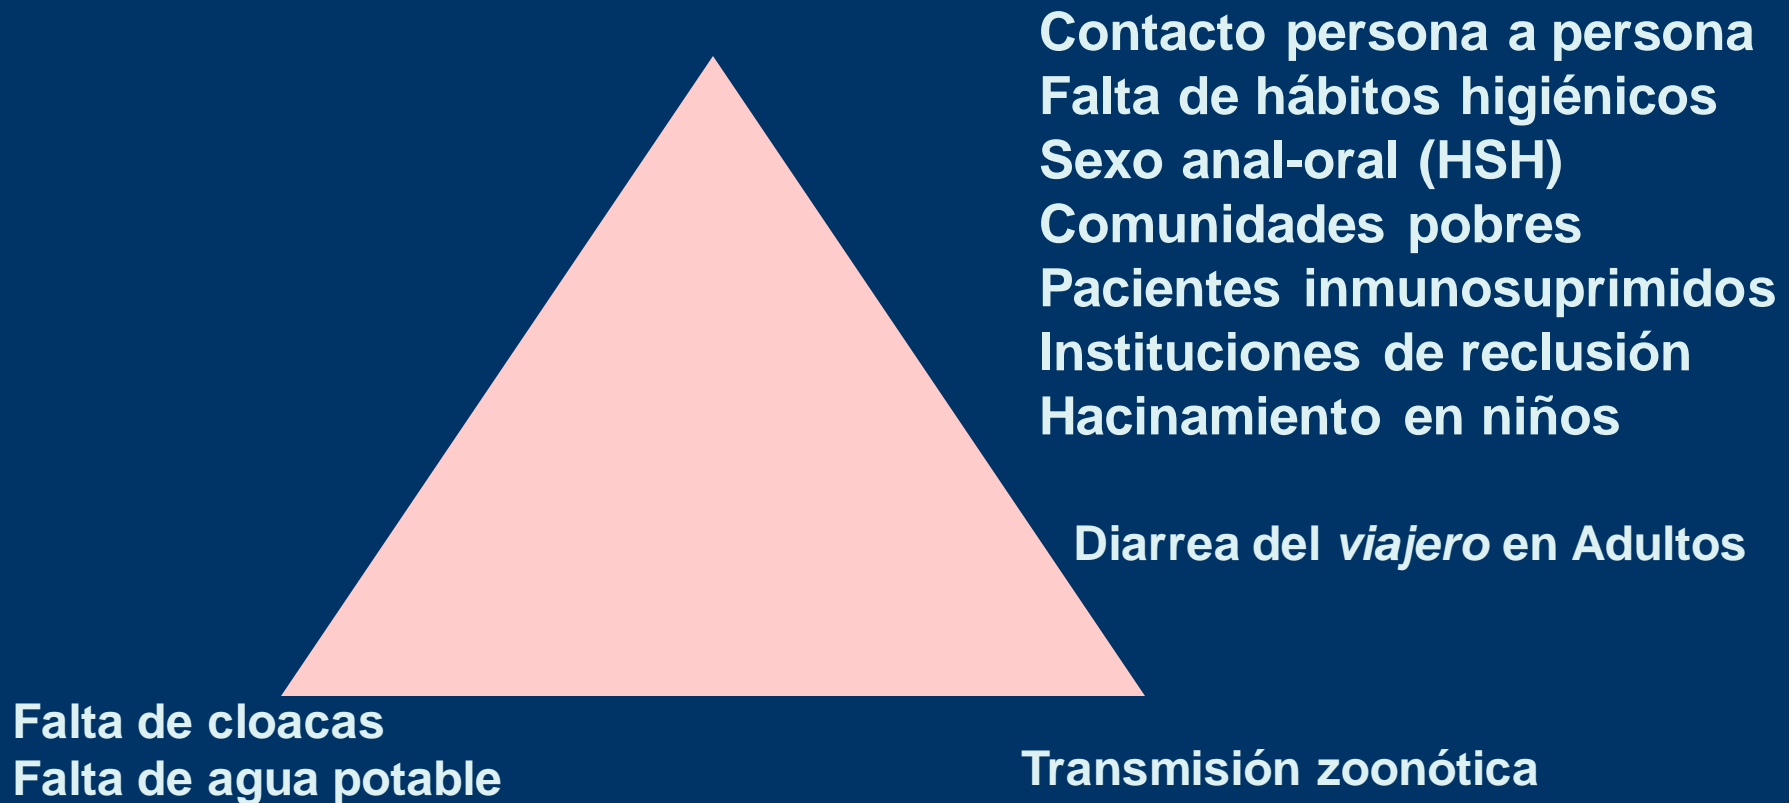 Contacto persona a persona
Falta de hábitos higiénicos
Sexo anal-oral (HSH)
Comunidades pobres
Pacientes inmunosuprimidos
Instituciones de reclusión
Hacinamiento en niños
Diarrea del viajero en Adultos
Falta de cloacas
Falta de agua potable
Transmisión zoonótica